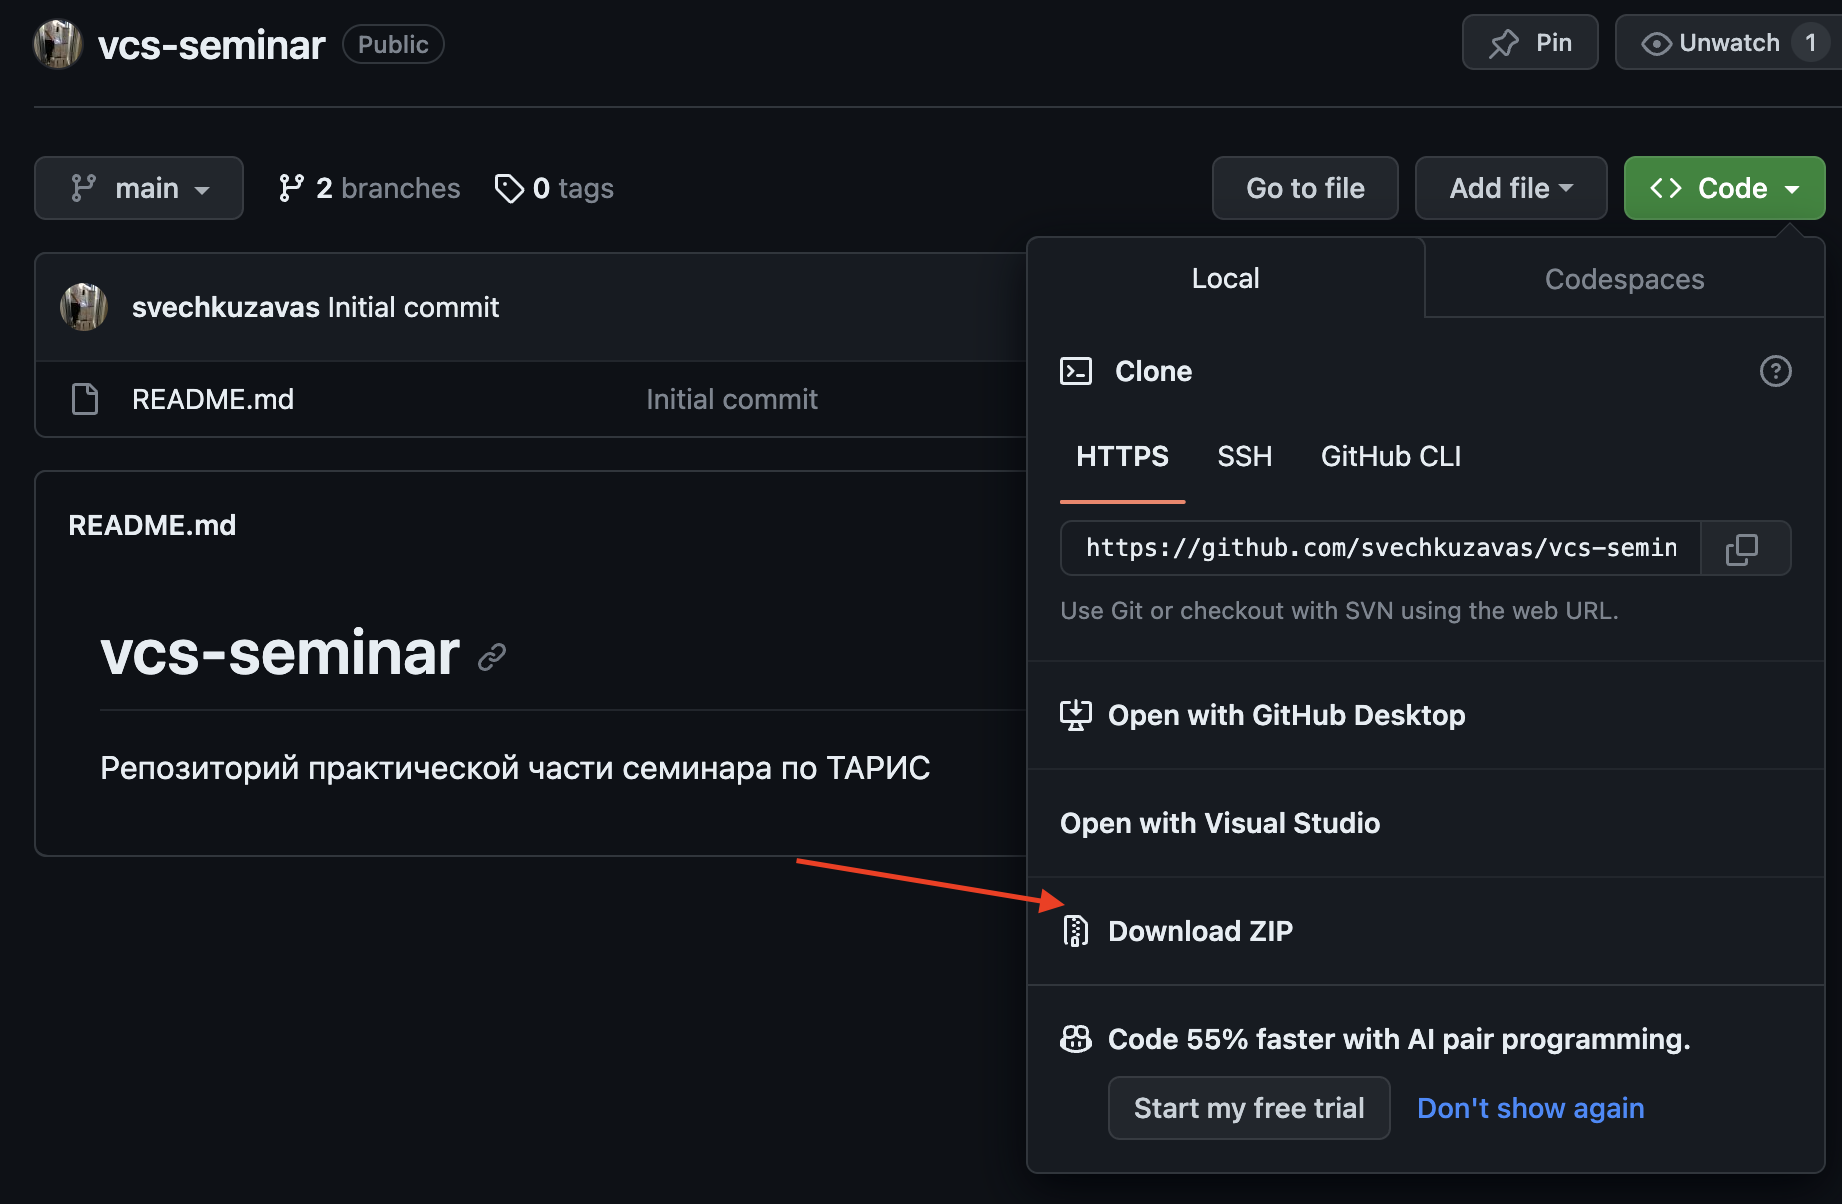 vcs-seminar Public Pin Unwatch 1
main 2 branches 0 tags Go to file Add file Code
svechkuzavas Initial commit
README.md Initial commit
README.md
vcs-seminar
Репозиторий практической части семинара по ТАРИС
Local Codespaces
Clone
HTTPS SSH GitHub CLI
https://github.com/svechkuzavas/vcs-semin
Use Git or checkout with SVN using the web URL.
Open with GitHub Desktop
Open with Visual Studio
Download ZIP
Code 55% faster with AI pair programming.
Start my free trial Don't show again